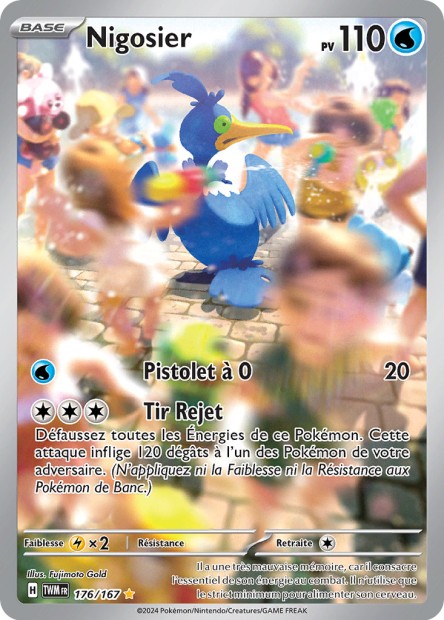 BASE
Nigosier
PV 110
Pistolet à O 20
Tir Rejet
Défaussez toutes les Énergies de ce Pokémon. Cette
attaque inflige 120 dégâts à l'un des Pokémon de votre
adversaire. (N'appliquez ni la Faiblesse ni la Résistance aux
Pokémon de Banc.)
Faiblesse ×2 Résistance Retraite
Illus. Fujimoto Gold
Il a une très mauvaise mémoire, car il consacre
l'essentiel de son énergie au combat. Il n'utilise que
le strict minimum pour alimenter son cerveau.
H TWM FR 176/167
©2024 Pokémon/Nintendo/Creatures/GAME FREAK